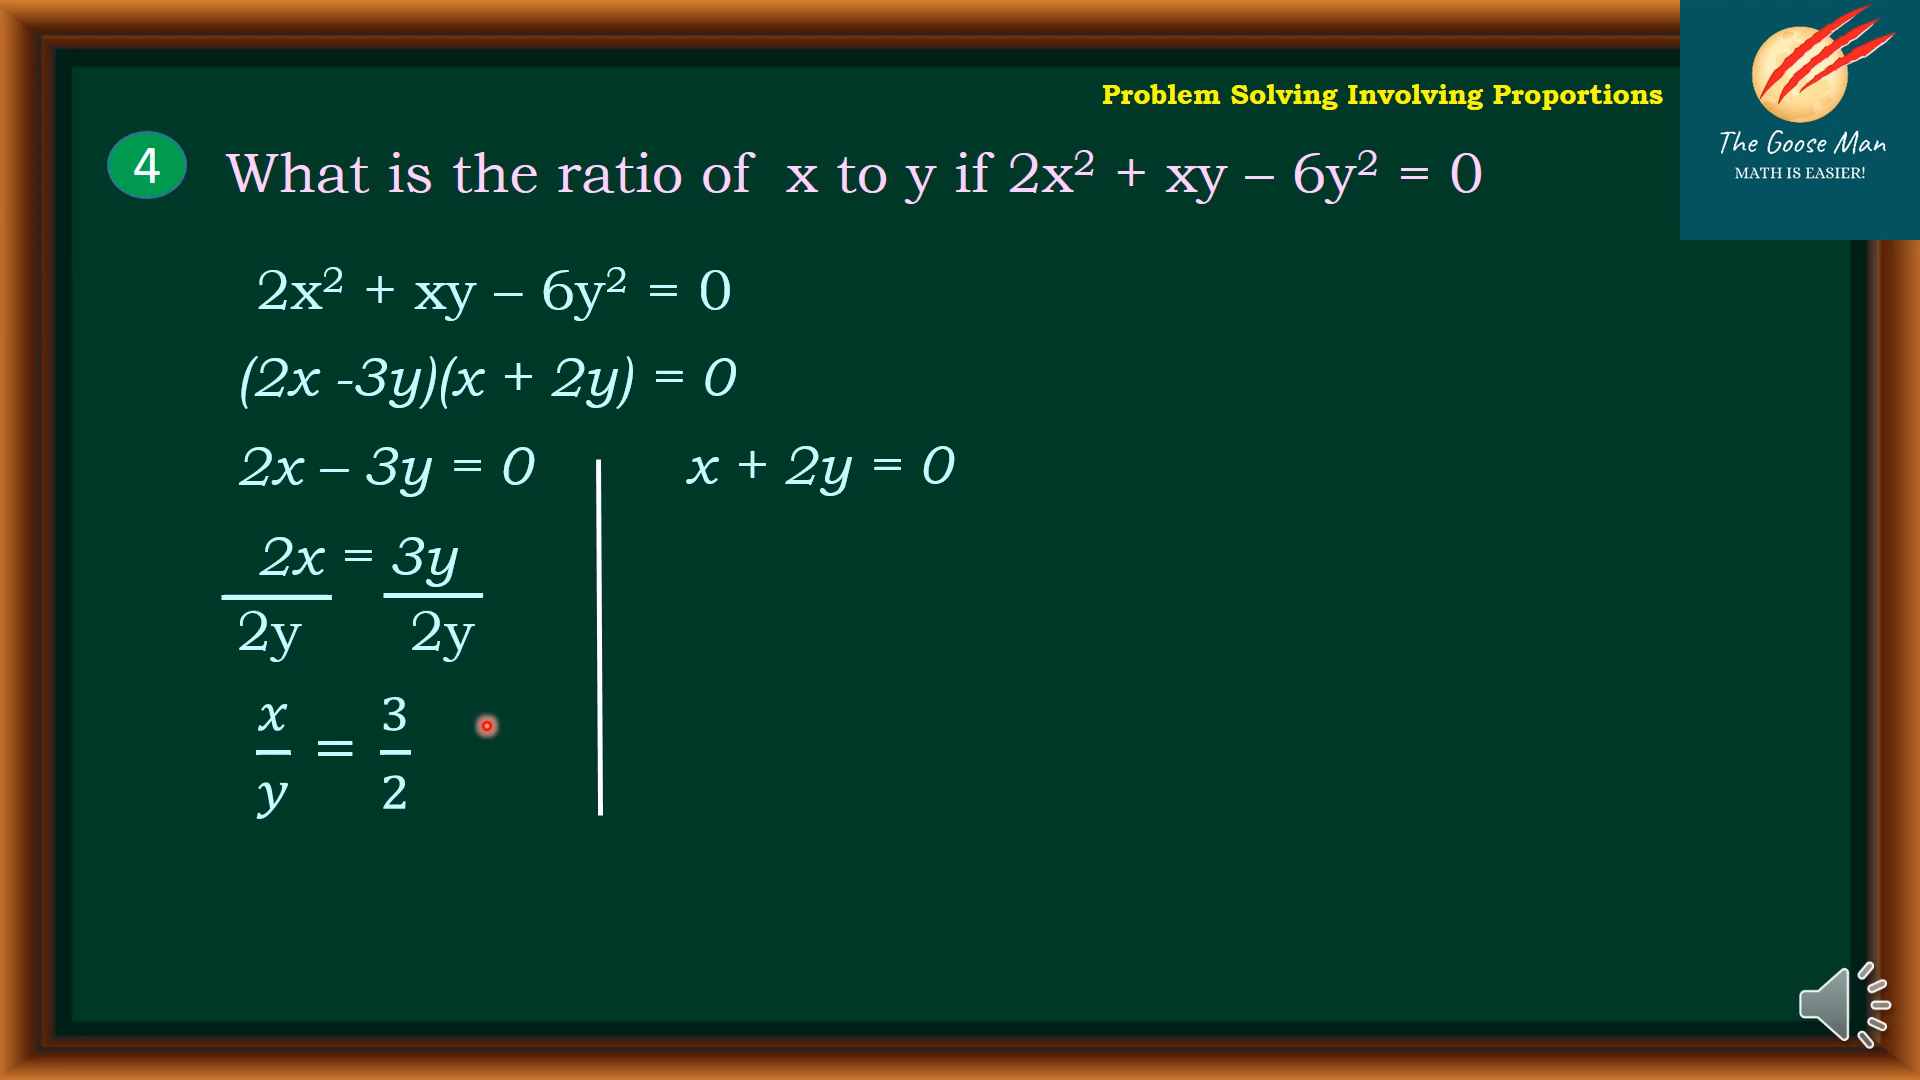 Problem Solving Involving Proportions
The Goose Man
MATH IS EASIER!
4 What is the ratio of x to y if 2x² + xy – 6y² = 0
2x² + xy – 6y² = 0
(2x -3y)(x + 2y) = 0
2x – 3y = 0 x + 2y = 0
2x = 3y
2y 2y
x/y = 3/2